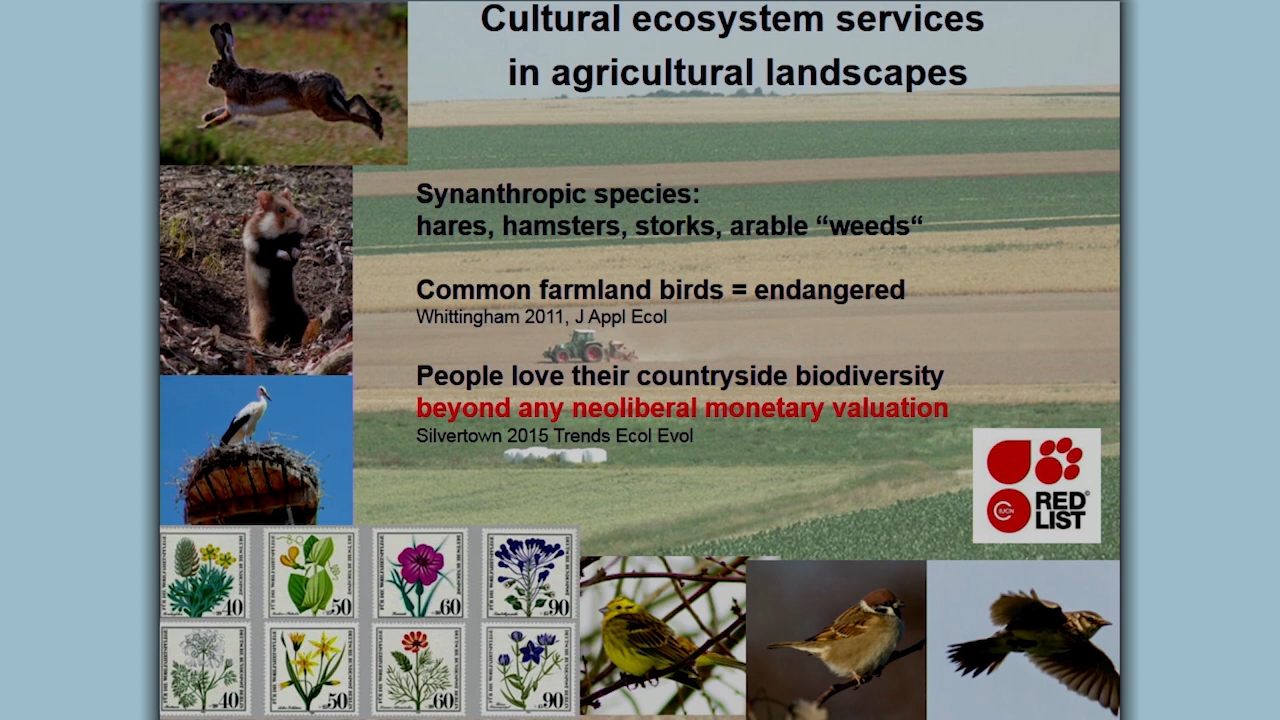 Cultural ecosystem services
in agricultural landscapes
Synanthropic species:
hares, hamsters, storks, arable “weeds“
Common farmland birds = endangered
Whittingham 2011, J Appl Ecol
People love their countryside biodiversity
beyond any neoliberal monetary valuation
Silvertown 2015 Trends Ecol Evol
IUCN
RED
LIST
40
50
60
90
40
50
60
90